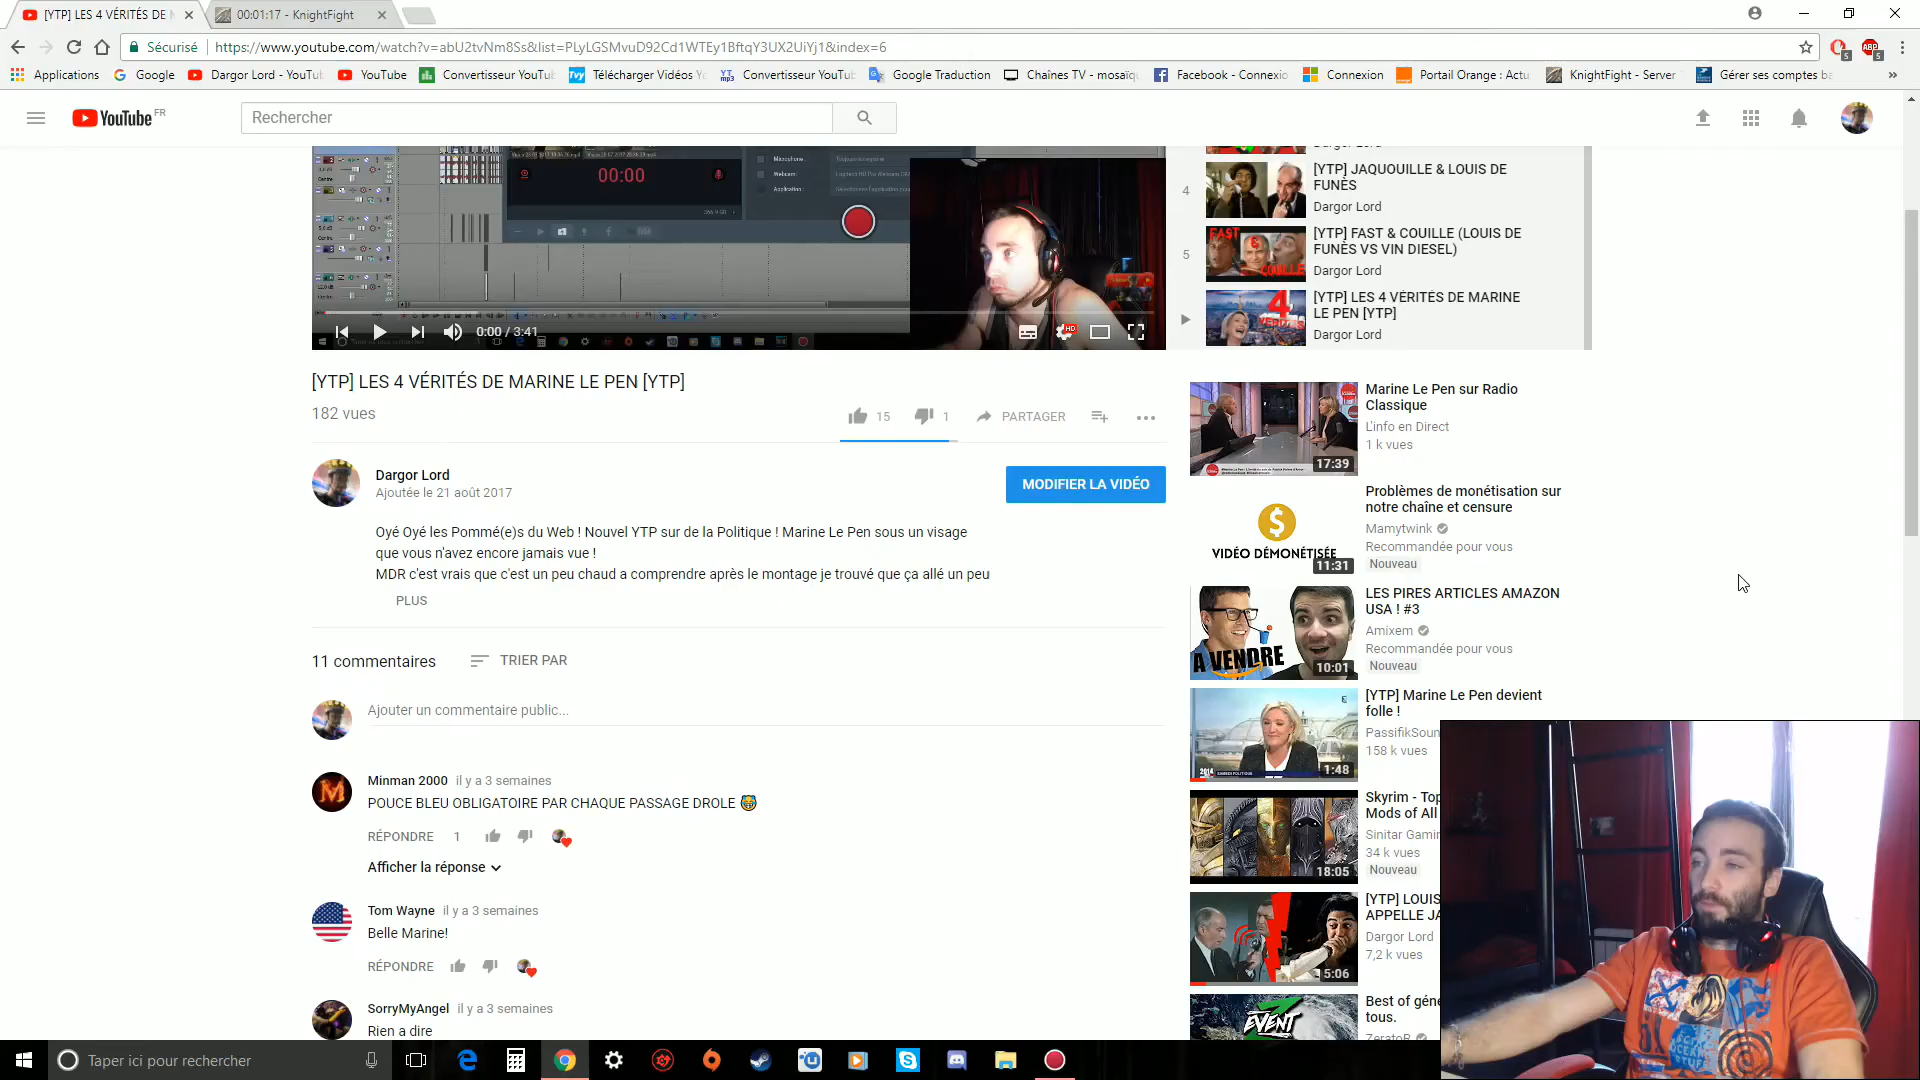 [YTP] LES 4 VÉRITÉS DE M
00:01:17 - KnightFight
Sécurisé
https://www.youtube.com/watch?v=abU2tvNm8Ss&list=PLyLGSMvuD92Cd1WTEy1BftqY3UX2UiYj1&index=6
Applications
Google
Dargor Lord - YouTu
YouTube
Convertisseur YouTu
Télécharger Vidéos Y
Convertisseur YouTu
Google Traduction
Chaînes TV - mosaïq
Facebook - Connexio
Connexion
Portail Orange : Actu
KnightFight - Server
Gérer ses comptes ba
YouTube FR
Rechercher
00:00
0:00 / 3:41
HD
4
[YTP] JAQUOUILLE & LOUIS DE
FUNÈS
Dargor Lord
5
FAST & COUILLE
[YTP] FAST & COUILLE (LOUIS DE
FUNÈS VS VIN DIESEL)
Dargor Lord
4 VERITES
[YTP] LES 4 VÉRITÉS DE MARINE
LE PEN [YTP]
Dargor Lord
[YTP] LES 4 VÉRITÉS DE MARINE LE PEN [YTP]
182 vues
15
1
PARTAGER
Dargor Lord
Ajoutée le 21 août 2017
MODIFIER LA VIDÉO
Oyé Oyé les Pommé(e)s du Web ! Nouvel YTP sur de la Politique ! Marine Le Pen sous un visage
que vous n'avez encore jamais vue !
MDR c'est vrais que c'est un peu chaud a comprendre après le montage je trouvé que ça allé un peu
PLUS
11 commentaires
TRIER PAR
Ajouter un commentaire public...
Minman 2000 il y a 3 semaines
POUCE BLEU OBLIGATOIRE PAR CHAQUE PASSAGE DROLE
RÉPONDRE 1
Afficher la réponse
Tom Wayne il y a 3 semaines
Belle Marine!
RÉPONDRE
SorryMyAngel il y a 3 semaines
Rien a dire
17:39
Marine Le Pen sur Radio
Classique
L'info en Direct
1 k vues
VIDÉO DÉMONÉTISÉE
11:31
Problèmes de monétisation sur
notre chaîne et censure
Mamytwink
Recommandée pour vous
Nouveau
A VENDRE
10:01
LES PIRES ARTICLES AMAZON
USA ! #3
Amixem
Recommandée pour vous
Nouveau
1:48
[YTP] Marine Le Pen devient
folle !
PassifikSoun
158 k vues
18:05
Skyrim - Top
Mods of All
Sinitar Gamin
34 k vues
Nouveau
5:06
[YTP] LOUIS
APPELLE JA
Dargor Lord
7,2 k vues
Z EVENT
Best of géné
tous.
ZeratoR
Taper ici pour rechercher